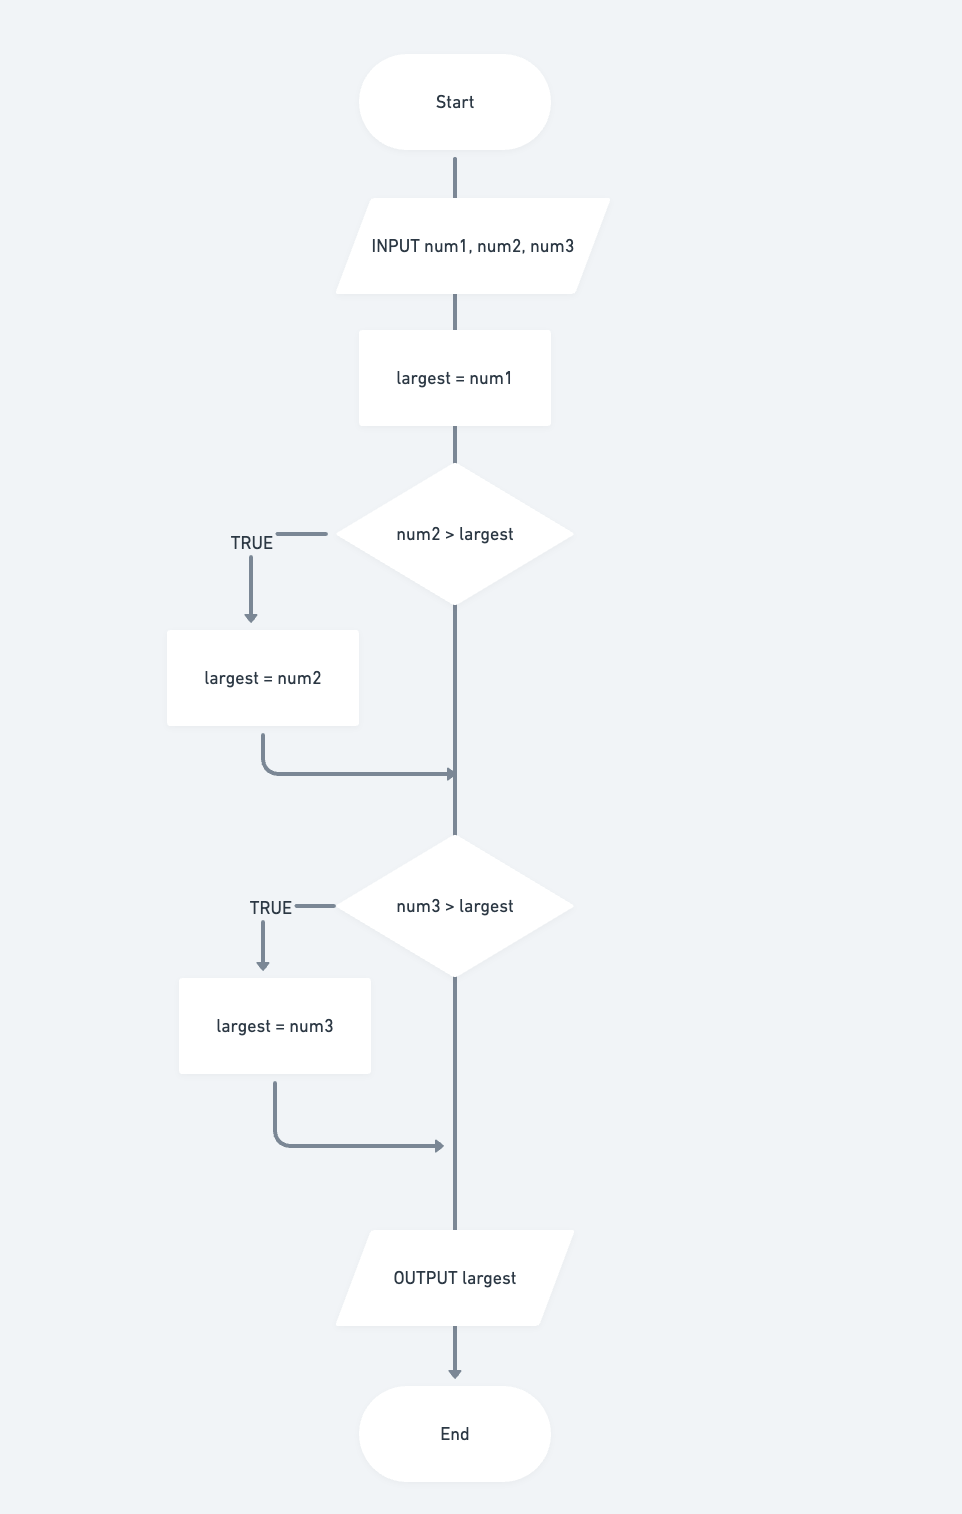 Start
INPUT num1, num2, num3
largest = num1
num2 > largest
TRUE
largest = num2
num3 > largest
TRUE
largest = num3
OUTPUT largest
End